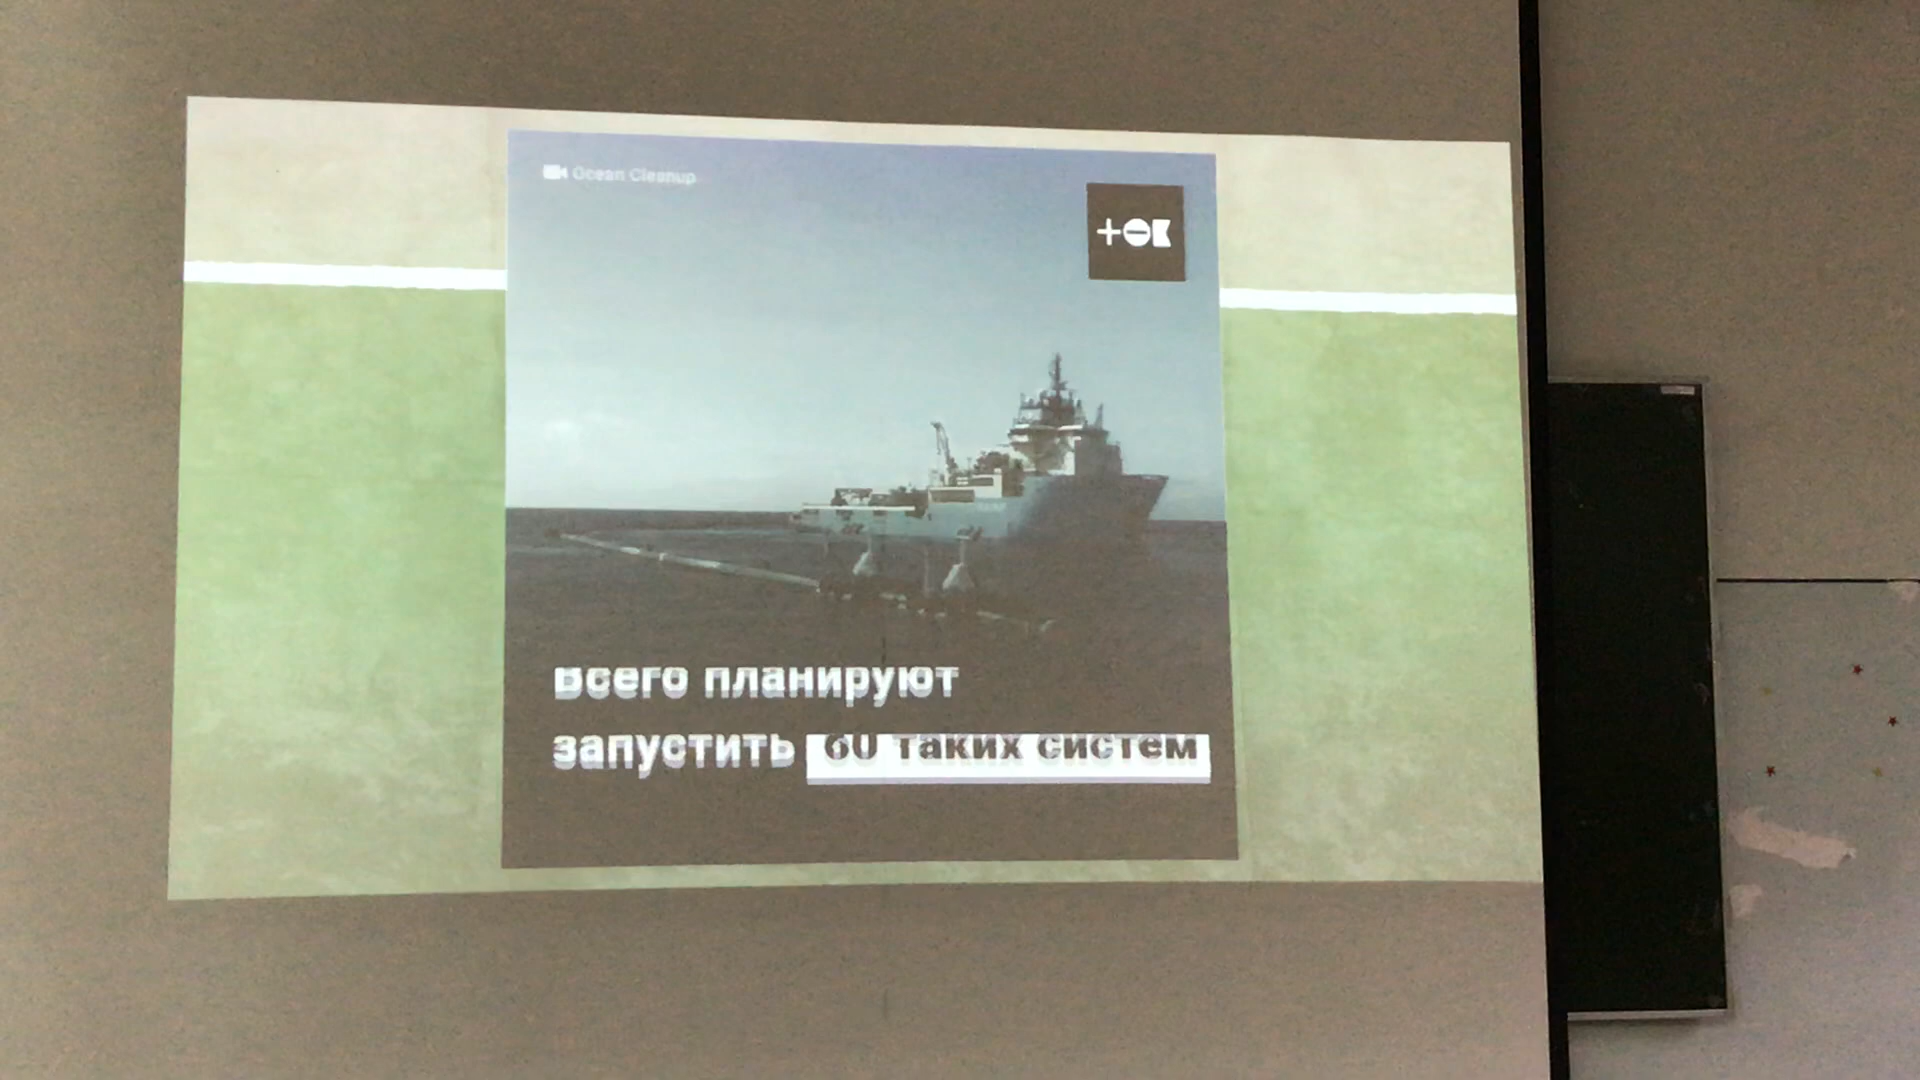 Ocean Cleanup
Всего планируют
запустить 60 таких систем